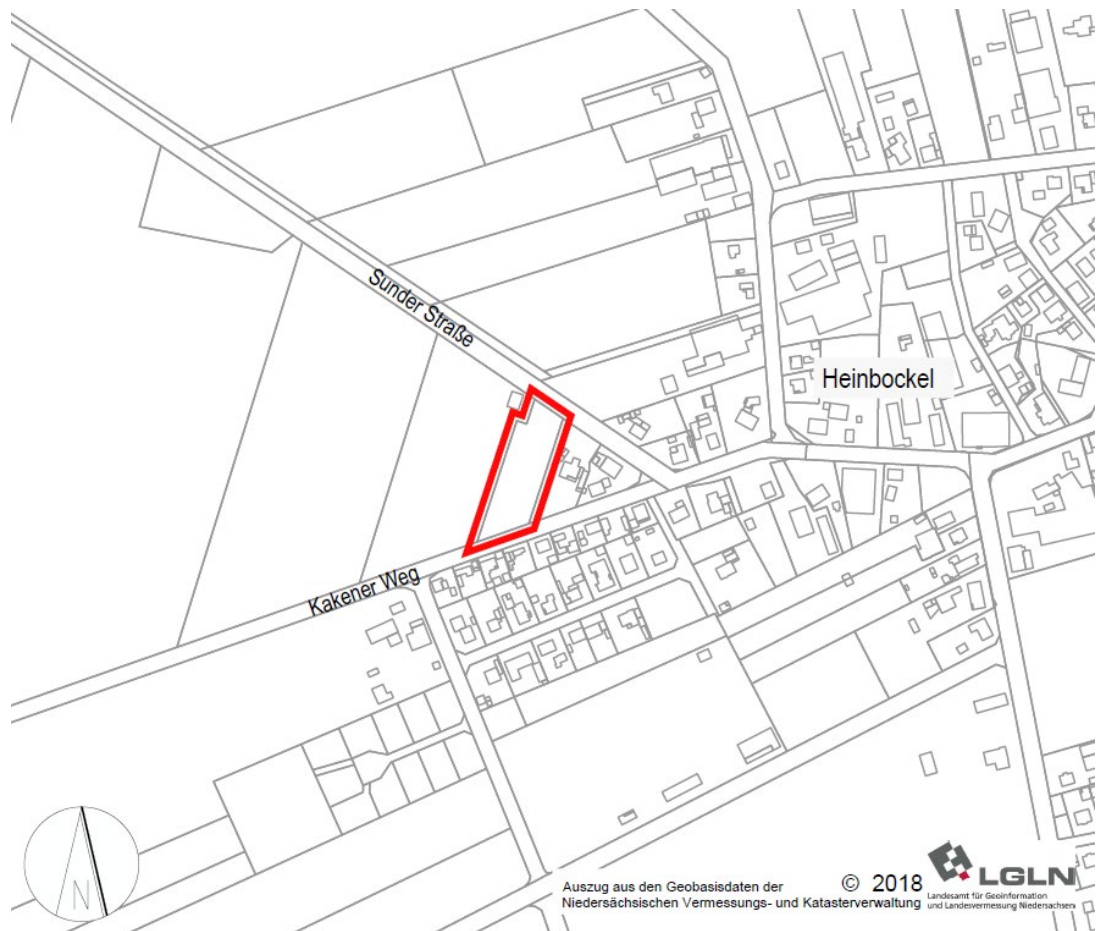 Sunder Straße
Heinbockel
Kakener Weg
N
Auszug aus den Geobasisdaten der
Niedersächsischen Vermessungs- und Katasterverwaltung
© 2018
LGLN
Landesamt für Geoinformation
und Landesvermessung Niedersachsen